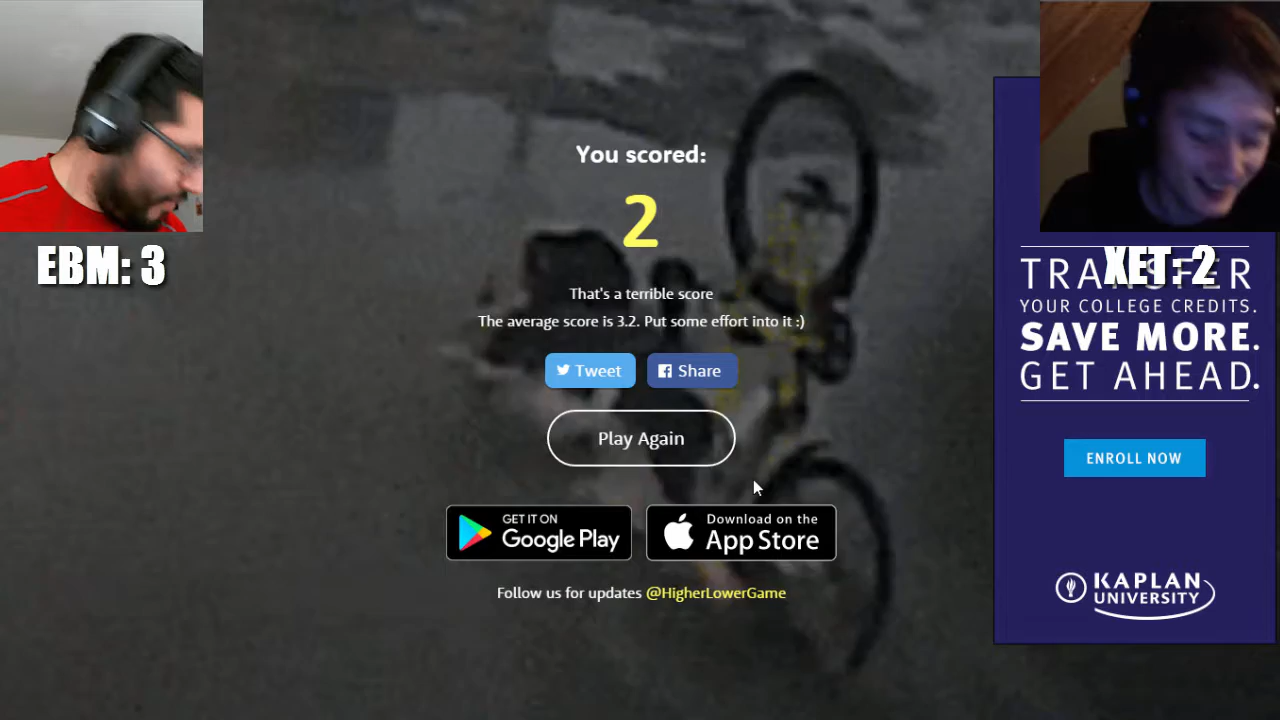 You scored:
2
That's a terrible score
The average score is 3.2. Put some effort into it :)
Tweet
Share
Play Again
GET IT ON
Google Play
Download on the
App Store
Follow us for updates @HigherLowerGame
EBM: 3
XET: 2
TRANSFER
YOUR COLLEGE CREDITS.
SAVE MORE.
GET AHEAD.
ENROLL NOW
KAPLAN
UNIVERSITY